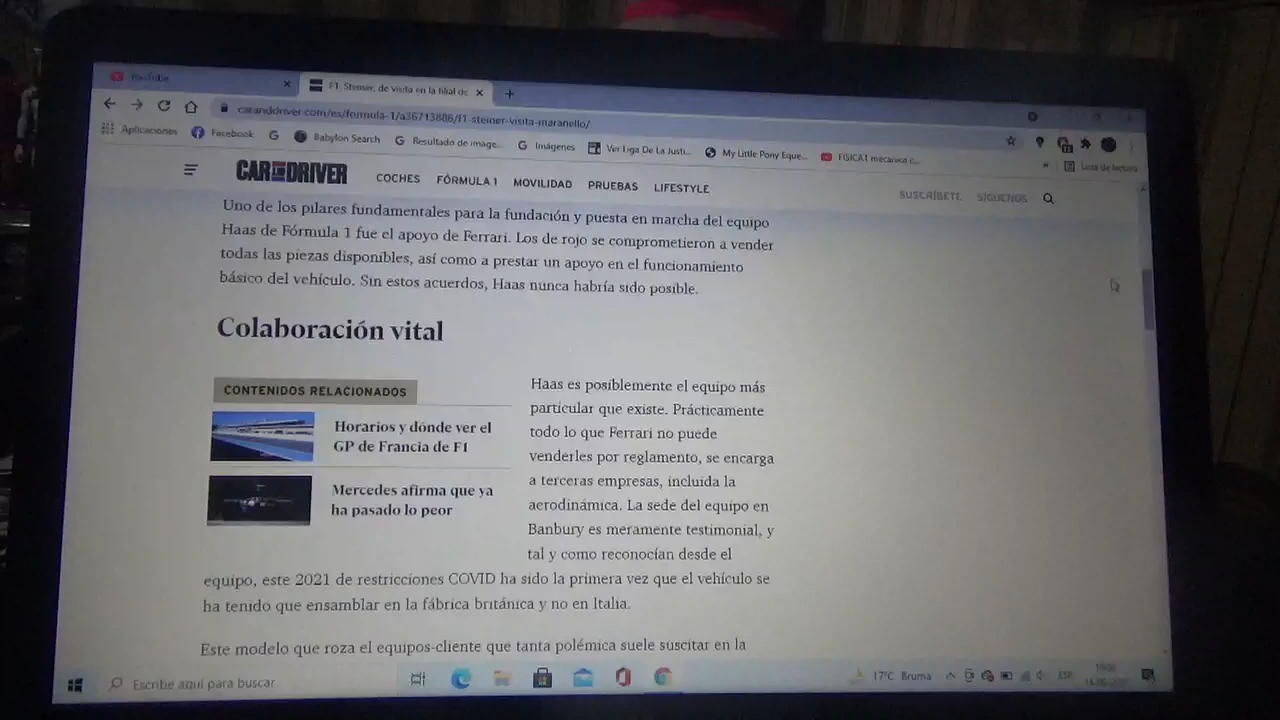 YouTube
F1: Steiner, de visita en la filial de
caranddriver.com/es/formula-1/a36713886/f1-steiner-visita-maranello/
Aplicaciones Facebook Babylon Search Resultado de image... Imágenes Ver Liga De La Justi... My Little Pony Eque... FISICA1 mecanica c...
Lista de lectura
CAR AND DRIVER COCHES FÓRMULA 1 MOVILIDAD PRUEBAS LIFESTYLE SUSCRÍBETE SÍGUENOS
Uno de los pilares fundamentales para la fundación y puesta en marcha del equipo
Haas de Fórmula 1 fue el apoyo de Ferrari. Los de rojo se comprometieron a vender
todas las piezas disponibles, así como a prestar un apoyo en el funcionamiento
básico del vehículo. Sin estos acuerdos, Haas nunca habría sido posible.
Colaboración vital
CONTENIDOS RELACIONADOS
Horarios y dónde ver el
GP de Francia de F1
Mercedes afirma que ya
ha pasado lo peor
Haas es posiblemente el equipo más
particular que existe. Prácticamente
todo lo que Ferrari no puede
venderles por reglamento, se encarga
a terceras empresas, incluida la
aerodinámica. La sede del equipo en
Banbury es meramente testimonial, y
tal y como reconocían desde el
equipo, este 2021 de restricciones COVID ha sido la primera vez que el vehículo se
ha tenido que ensamblar en la fábrica británica y no en Italia.
Este modelo que roza el equipos-cliente que tanta polémica suele suscitar en la
Escribe aquí para buscar
17°C Bruma
ESP